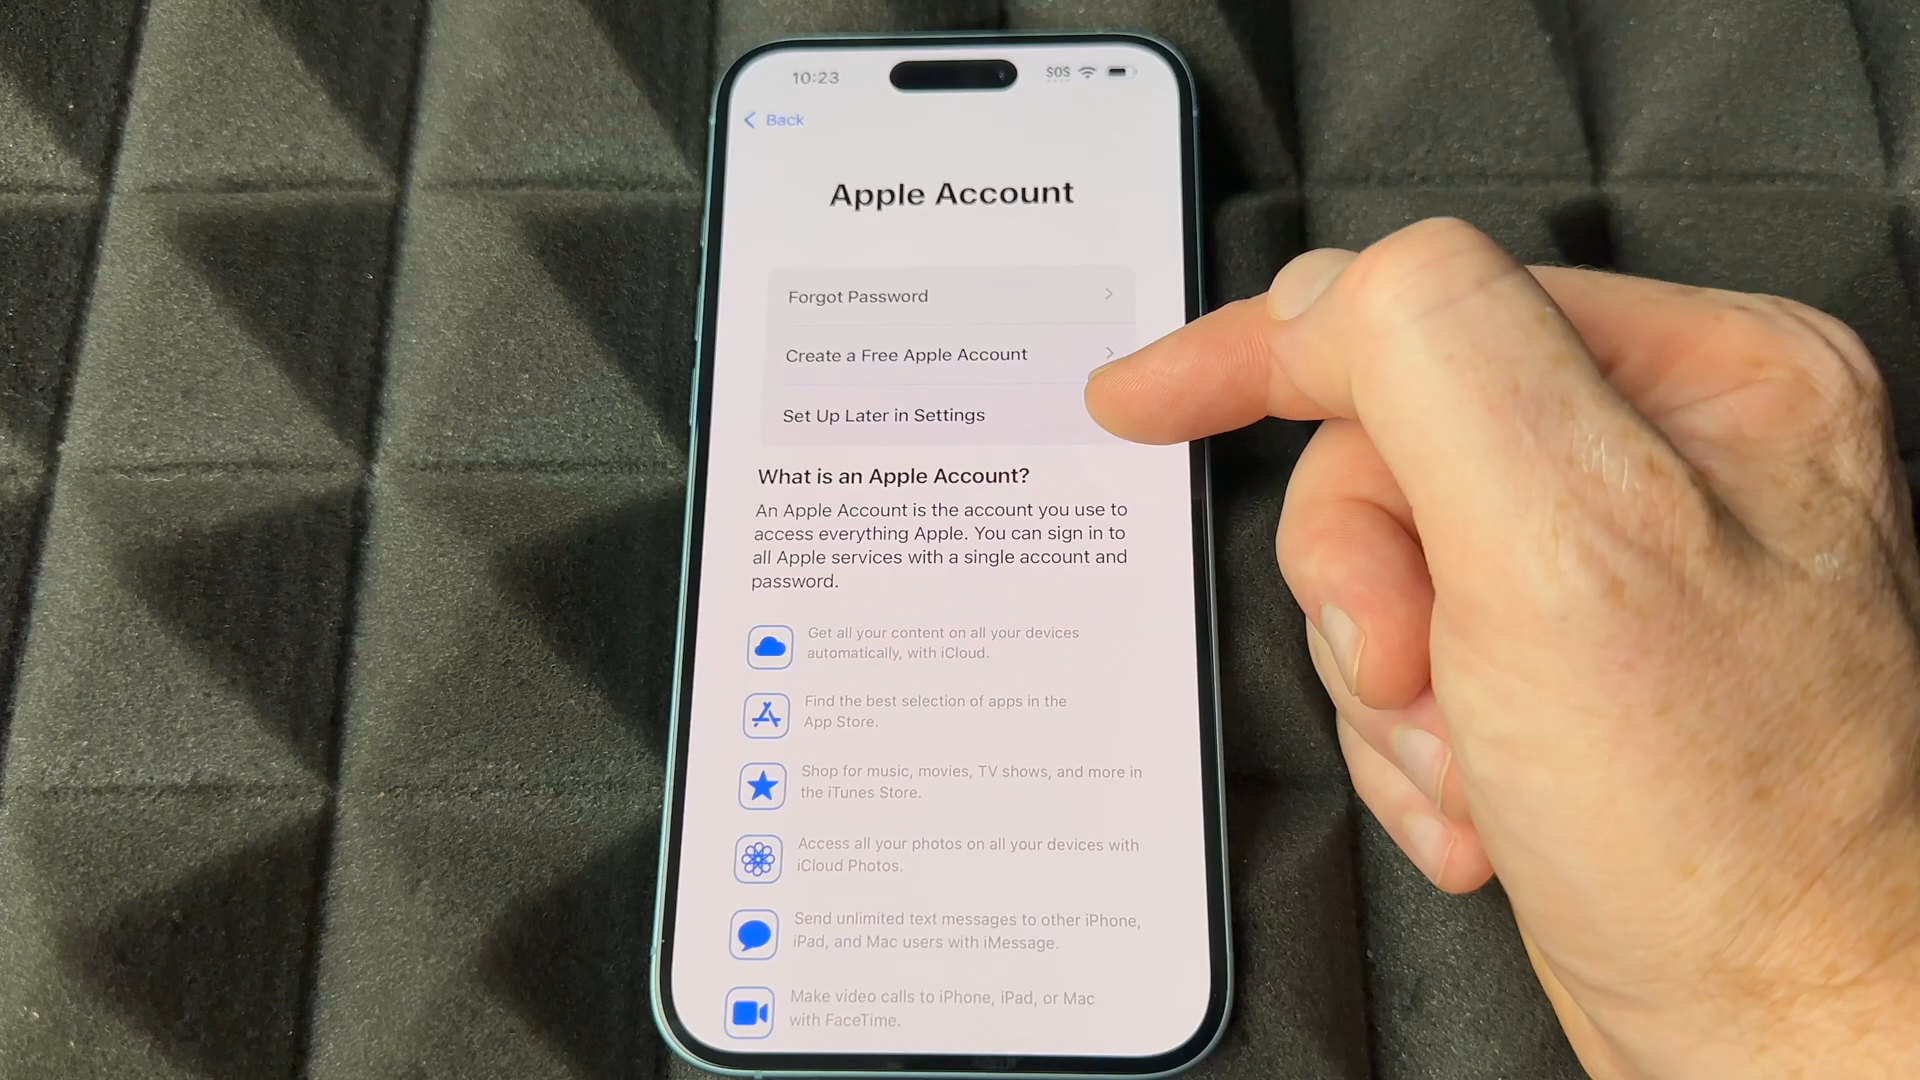 10:23
SOS
Back
Apple Account
Forgot Password
Create a Free Apple Account
Set Up Later in Settings
What is an Apple Account?
An Apple Account is the account you use to
access everything Apple. You can sign in to
all Apple services with a single account and
password.
Get all your content on all your devices
automatically, with iCloud.
Find the best selection of apps in the
App Store.
Shop for music, movies, TV shows, and more in
the iTunes Store.
Access all your photos on all your devices with
iCloud Photos.
Send unlimited text messages to other iPhone,
iPad, and Mac users with iMessage.
Make video calls to iPhone, iPad, or Mac
with FaceTime.